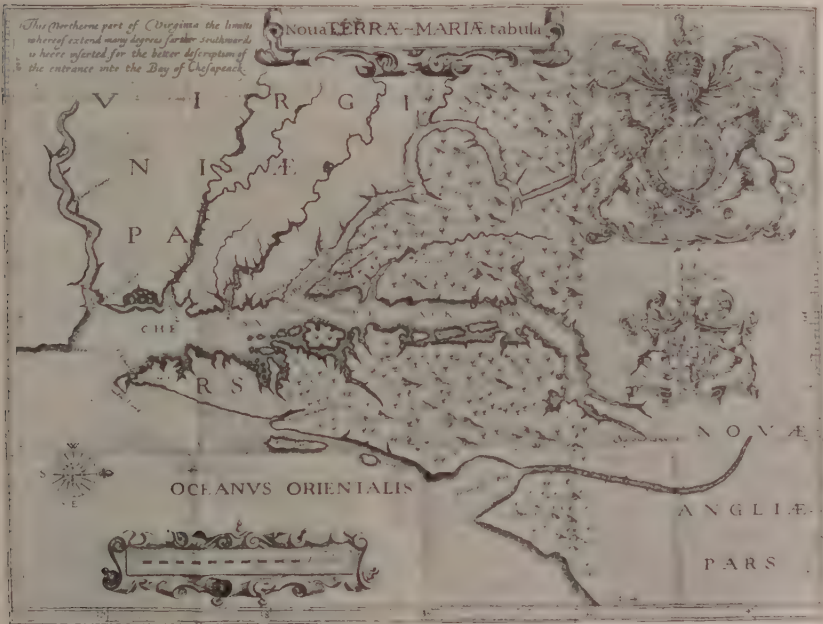 This Northerne part of Virginia the limitts
whereof extend many degrees farther southwards
is heere inserted for the better description of
the entrance into the Bay of Chesapeack
Noua TERRÆ-MARIÆ tabula
V I R G I
N I Æ
P A
CHE
R S
OCEANVS ORIENTALIS
S
E
NOVÆ
ANGLIÆ
PARS